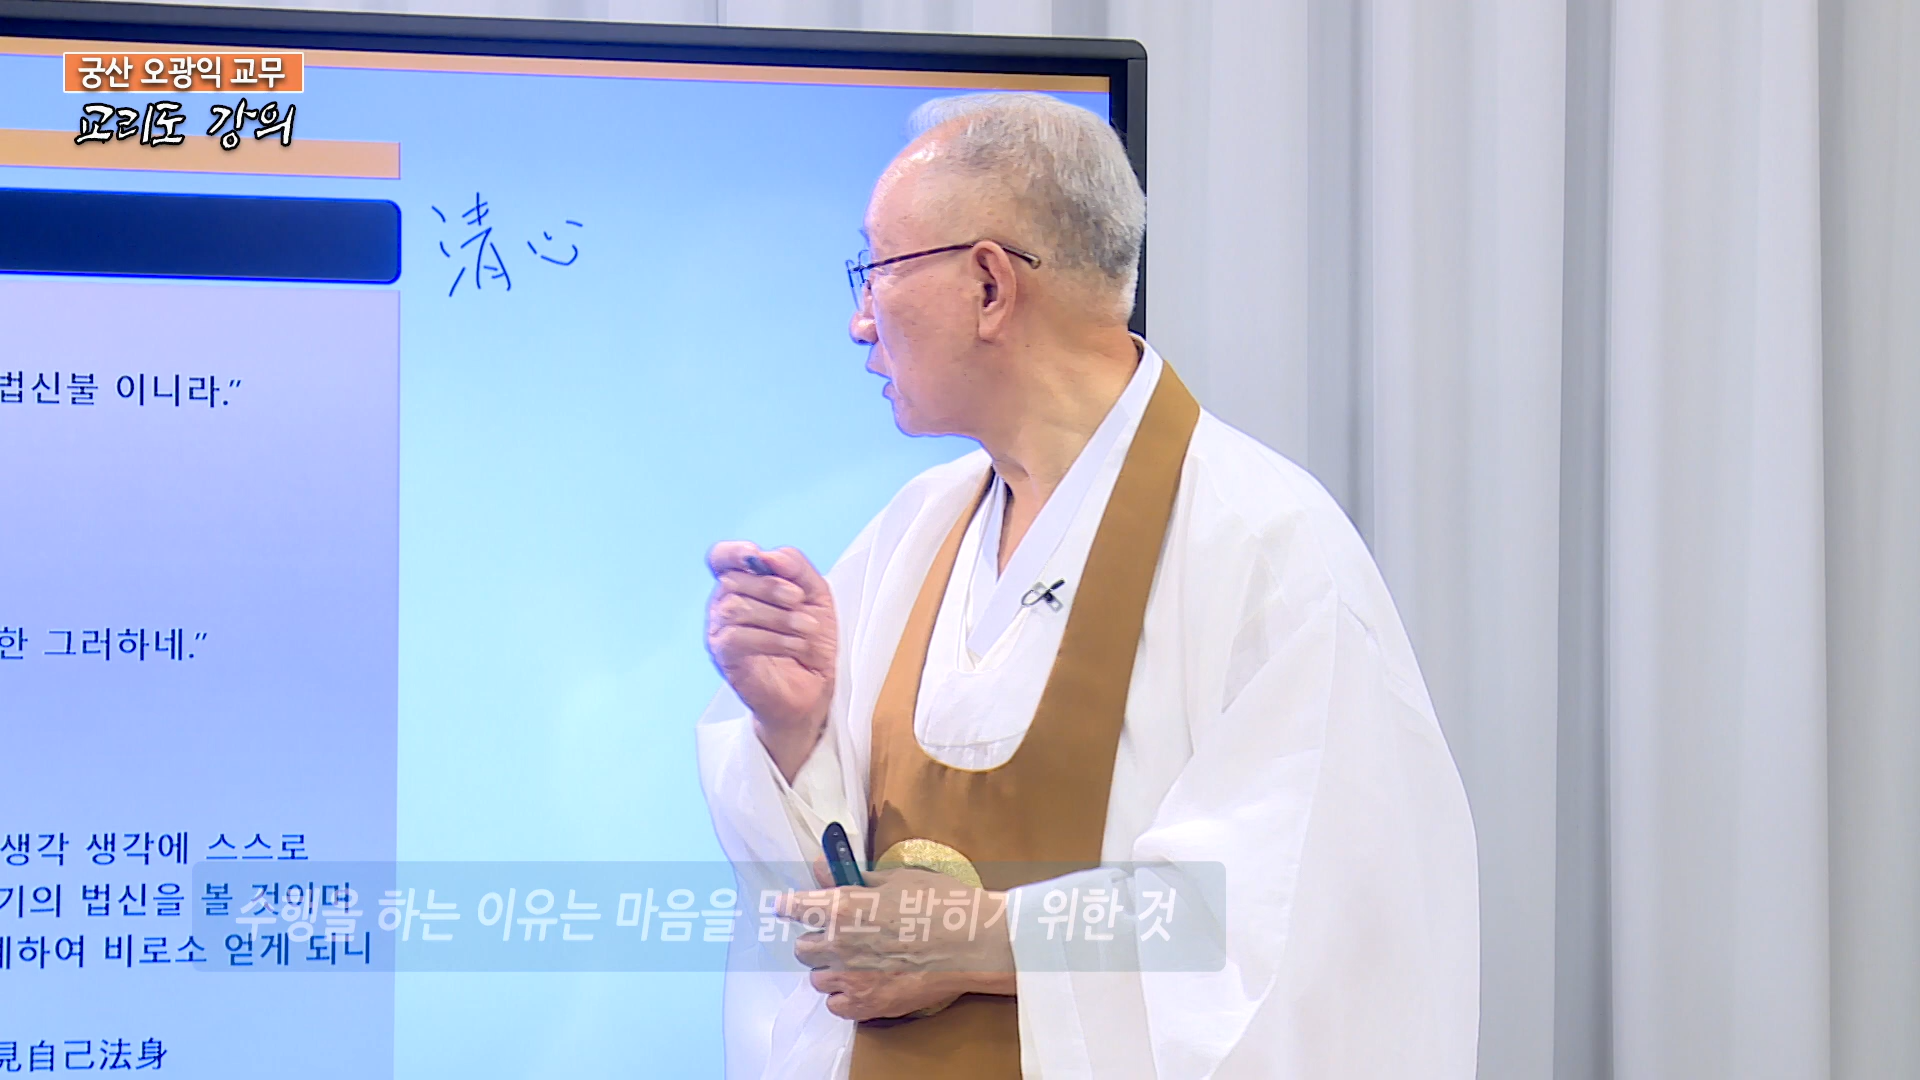 궁산 오광익 교무
교리도 강의
淸心
법신불 이니라.”
한 그러하네.”
생각 생각에 스스로
기의 법신을 볼 것이며
하여 비로소 얻게 되니
수행을 하는 이유는 마음을 맑히고 밝히기 위한 것
見自己法身